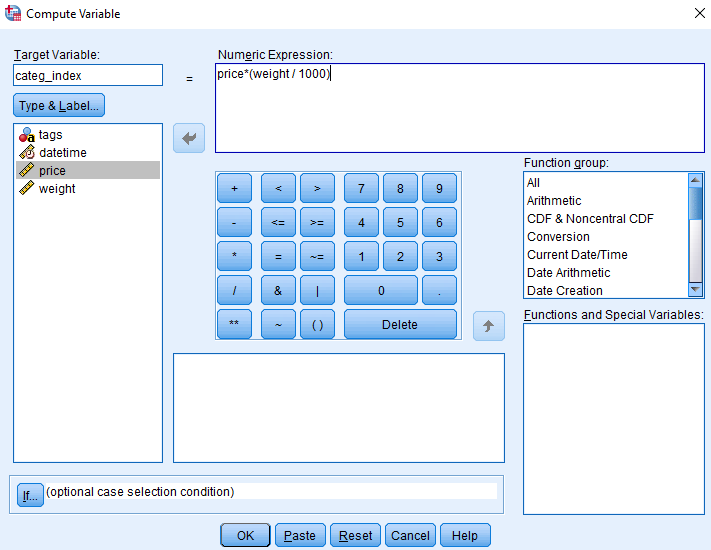 Compute Variable
Target Variable:
categ_index
=
Numeric Expression:
price*(weight / 1000)
Type & Label...
tags
datetime
price
weight
+ < > 7 8 9
- <= >= 4 5 6
* = ~= 1 2 3
/ & | 0 .
** ~ ( ) Delete
Function group:
All
Arithmetic
CDF & Noncentral CDF
Conversion
Current Date/Time
Date Arithmetic
Date Creation
Functions and Special Variables:
If... (optional case selection condition)
OK Paste Reset Cancel Help